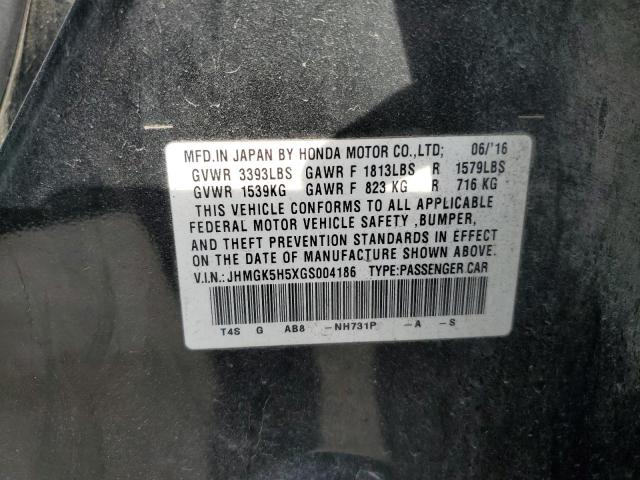 MFD.IN JAPAN BY HONDA MOTOR CO.,LTD; 06/'16
GVWR 3393LBS GAWR F 1813LBS R 1579LBS
GVWR 1539KG GAWR F 823 KG R 716 KG
THIS VEHICLE CONFORMS TO ALL APPLICABLE
FEDERAL MOTOR VEHICLE SAFETY ,BUMPER,
AND THEFT PREVENTION STANDARDS IN EFFECT
ON THE DATE OF MANUFACTURE SHOWN ABOVE.
V.I.N.: JHMGK5H5XGS004186 TYPE:PASSENGER CAR
T4S G AB8 -NH731P -A -S